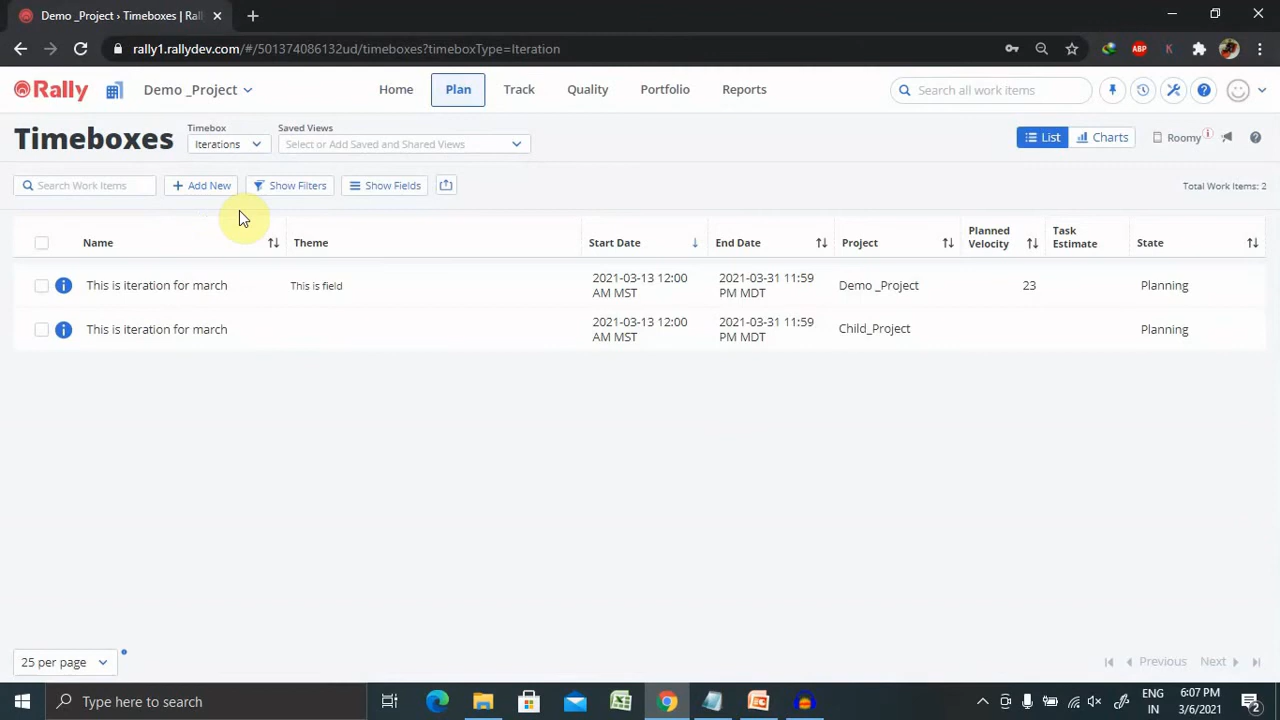 Demo _Project › Timeboxes | Rall
rally1.rallydev.com/#/501374086132ud/timeboxes?timeboxType=Iteration
ABP
K
Rally
Demo _Project
Home
Plan
Track
Quality
Portfolio
Reports
Search all work items
Timeboxes
Timebox
Iterations
Saved Views
Select or Add Saved and Shared Views
List
Charts
Roomy
Search Work Items
Add New
Show Filters
Show Fields
Total Work Items: 2
Name
Theme
Start Date
End Date
Project
Planned
Velocity
Task
Estimate
State
This is iteration for march
This is field
2021-03-13 12:00
AM MST
2021-03-31 11:59
PM MDT
Demo _Project
23
Planning
This is iteration for march
2021-03-13 12:00
AM MST
2021-03-31 11:59
PM MDT
Child_Project
Planning
25 per page
Previous
Next
Type here to search
ENG
IN
6:07 PM
3/6/2021
2